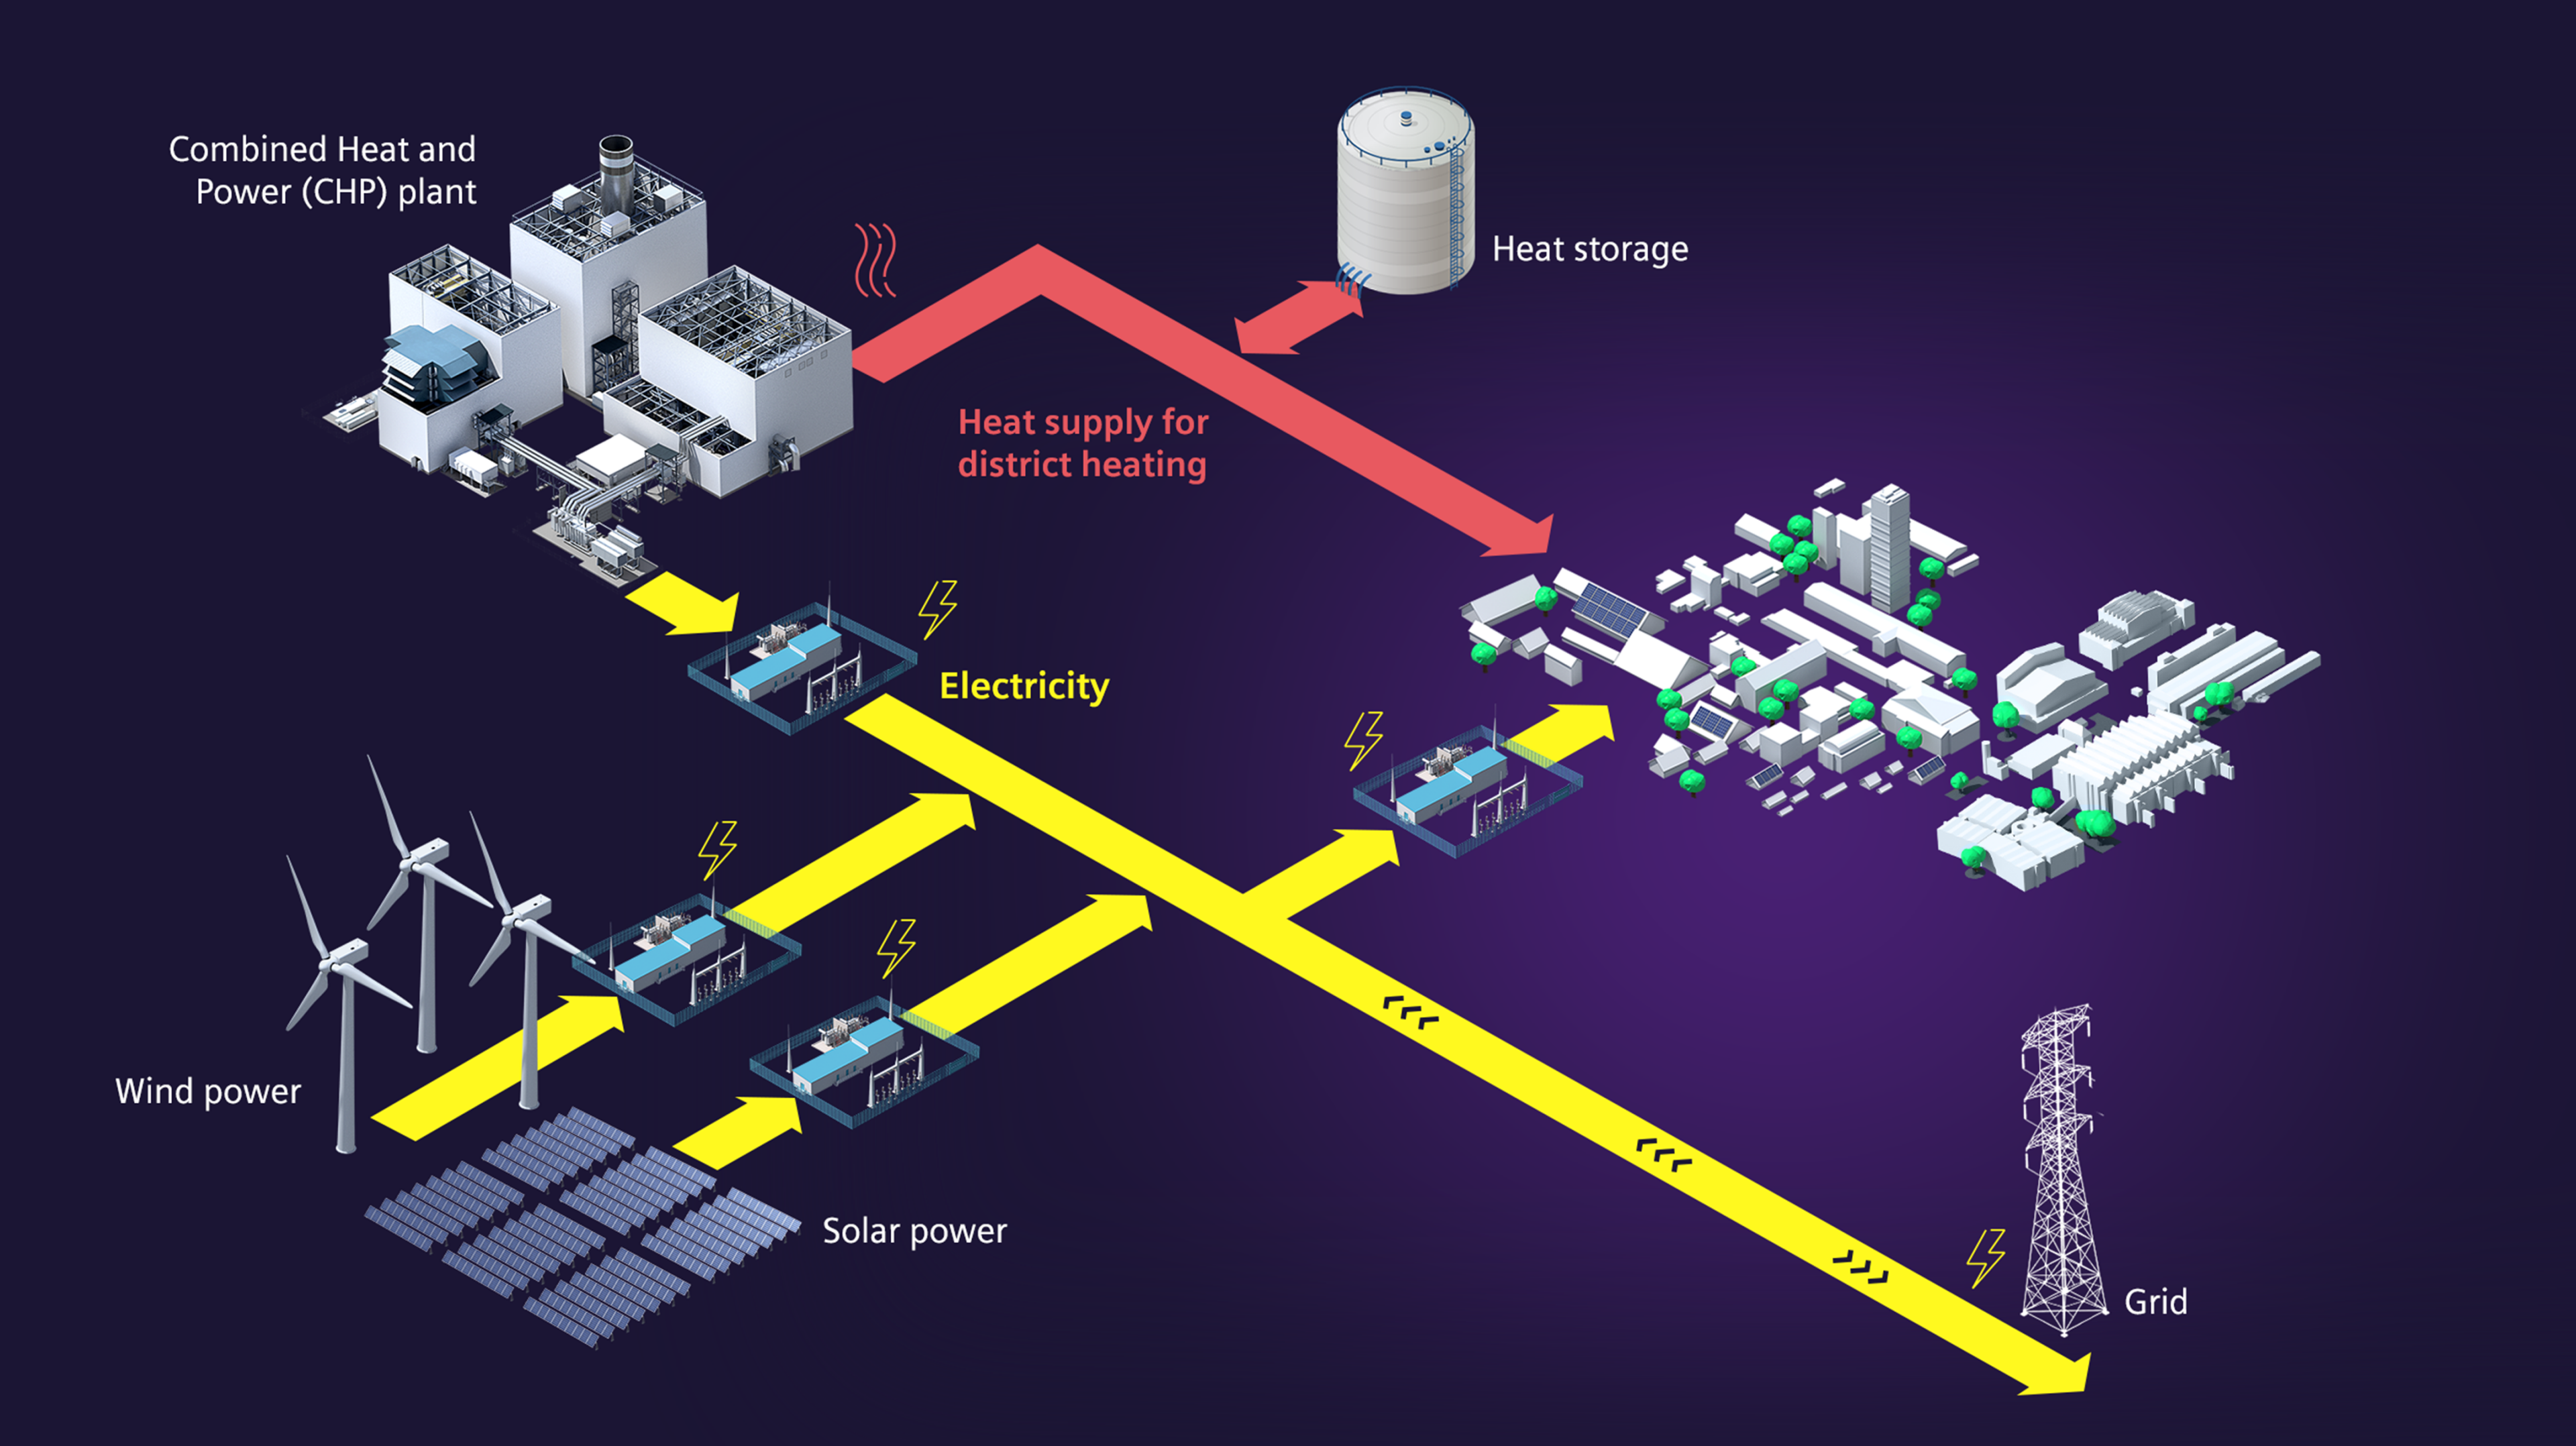 Combined Heat and
Power (CHP) plant
Heat storage
Heat supply for
district heating
Electricity
Wind power
Solar power
Grid